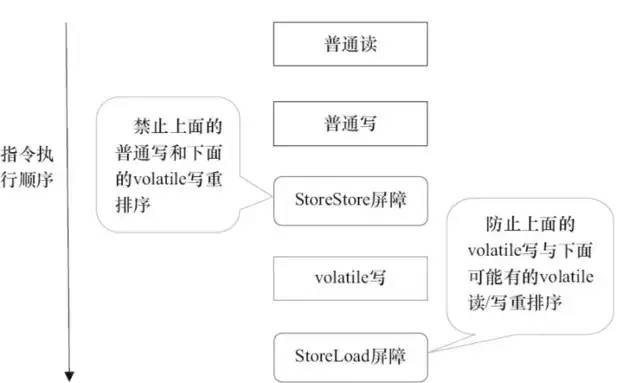 普通读
普通写
指令执
行顺序
禁止上面的
普通写和下面
的volatile写重
排序
StoreStore屏障
防止上面的
volatile写与下面
可能有的volatile
读/写重排序
volatile写
StoreLoad屏障